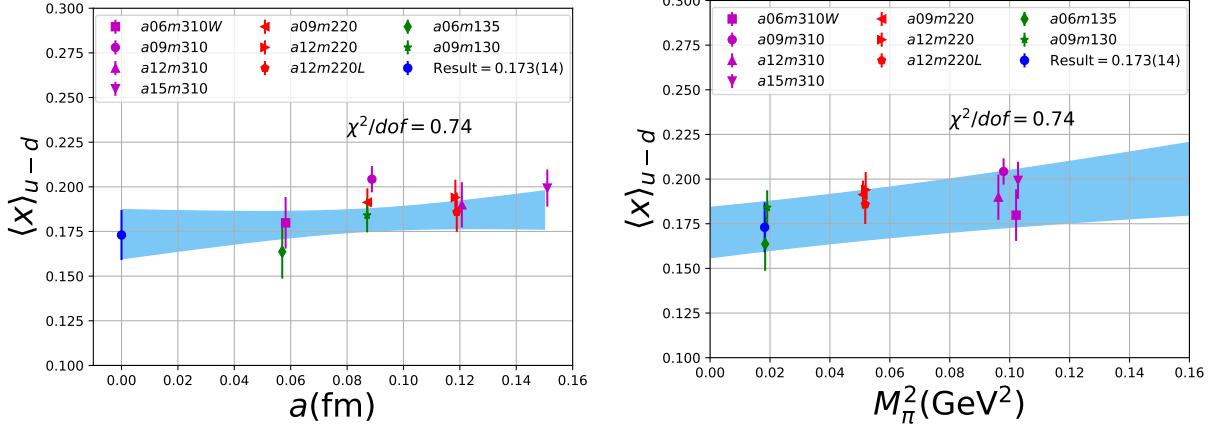 0.300
0.275
0.250
0.225
0.200
0.175
0.150
0.125
0.100
⟨x⟩_{u−d}
a06m310W
a09m310
a12m310
a15m310
a09m220
a12m220
a12m220L
a06m135
a09m130
Result = 0.173(14)
χ²/dof = 0.74
0.00 0.02 0.04 0.06 0.08 0.10 0.12 0.14 0.16
a(fm)
0.300
0.275
0.250
0.225
0.200
0.175
0.150
0.125
0.100
⟨x⟩_{u−d}
a06m310W
a09m310
a12m310
a15m310
a09m220
a12m220
a12m220L
a06m135
a09m130
Result = 0.173(14)
χ²/dof = 0.74
0.00 0.02 0.04 0.06 0.08 0.10 0.12 0.14 0.16
M_π²(GeV²)